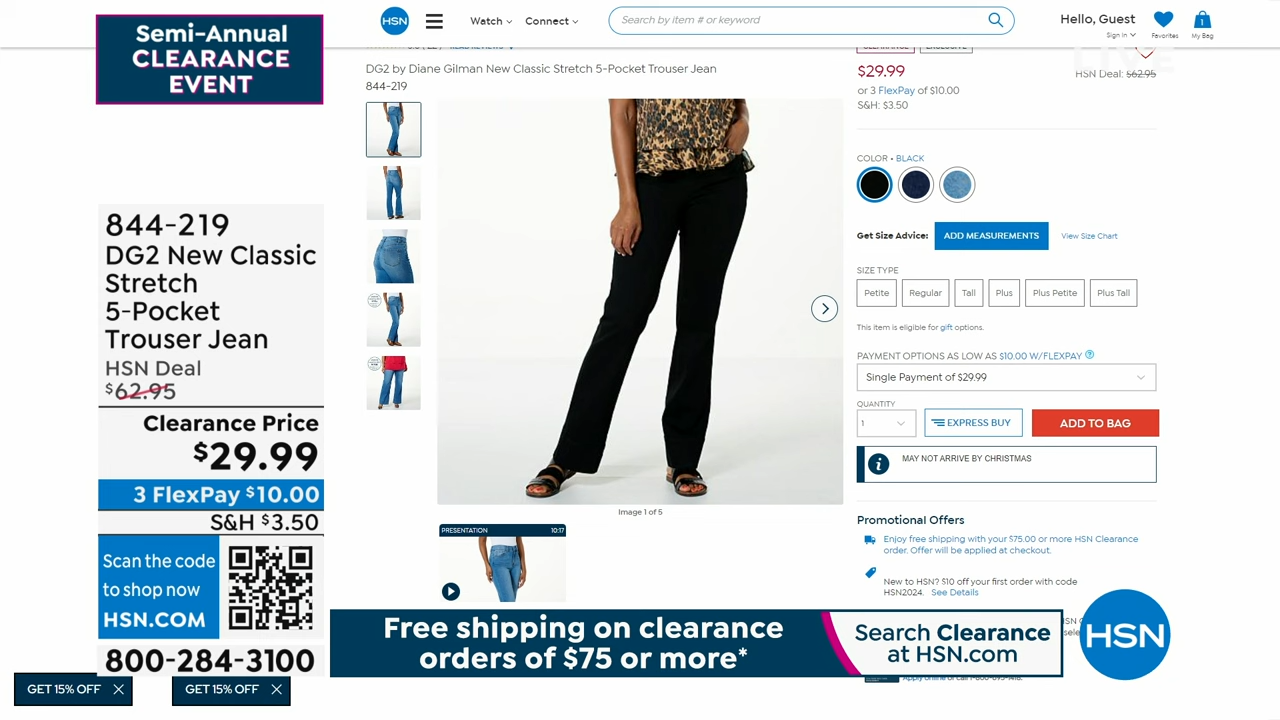 Semi-Annual
CLEARANCE
EVENT
HSN
Watch
Connect
Search by item # or keyword
Hello, Guest
Sign In
Favorites
1
My Bag
READ REVIEWS
DG2 by Diane Gilman New Classic Stretch 5-Pocket Trouser Jean
844-219
CLEARANCE
EXCLUSIVE
LIVE
$29.99
HSN Deal: $62.95
or 3 FlexPay of $10.00
S&H: $3.50
COLOR • BLACK
Get Size Advice:
ADD MEASUREMENTS
View Size Chart
SIZE TYPE
Petite
Regular
Tall
Plus
Plus Petite
Plus Tall
This item is eligible for gift options.
PAYMENT OPTIONS AS LOW AS $10.00 W/FLEXPAY
Single Payment of $29.99
QUANTITY
1
EXPRESS BUY
ADD TO BAG
MAY NOT ARRIVE BY CHRISTMAS
Image 1 of 5
PRESENTATION 10:17
Promotional Offers
Enjoy free shipping with your $75.00 or more HSN Clearance
order. Offer will be applied at checkout.
New to HSN? $10 off your first order with code
HSN2024. See Details
844-219
DG2 New Classic
Stretch
5-Pocket
Trouser Jean
HSN Deal
$62.95
Clearance Price
$29.99
3 FlexPay $10.00
S&H $3.50
Scan the code
to shop now
HSN.COM
800-284-3100
Free shipping on clearance
orders of $75 or more*
Search Clearance
at HSN.com
HSN
GET 15% OFF
GET 15% OFF